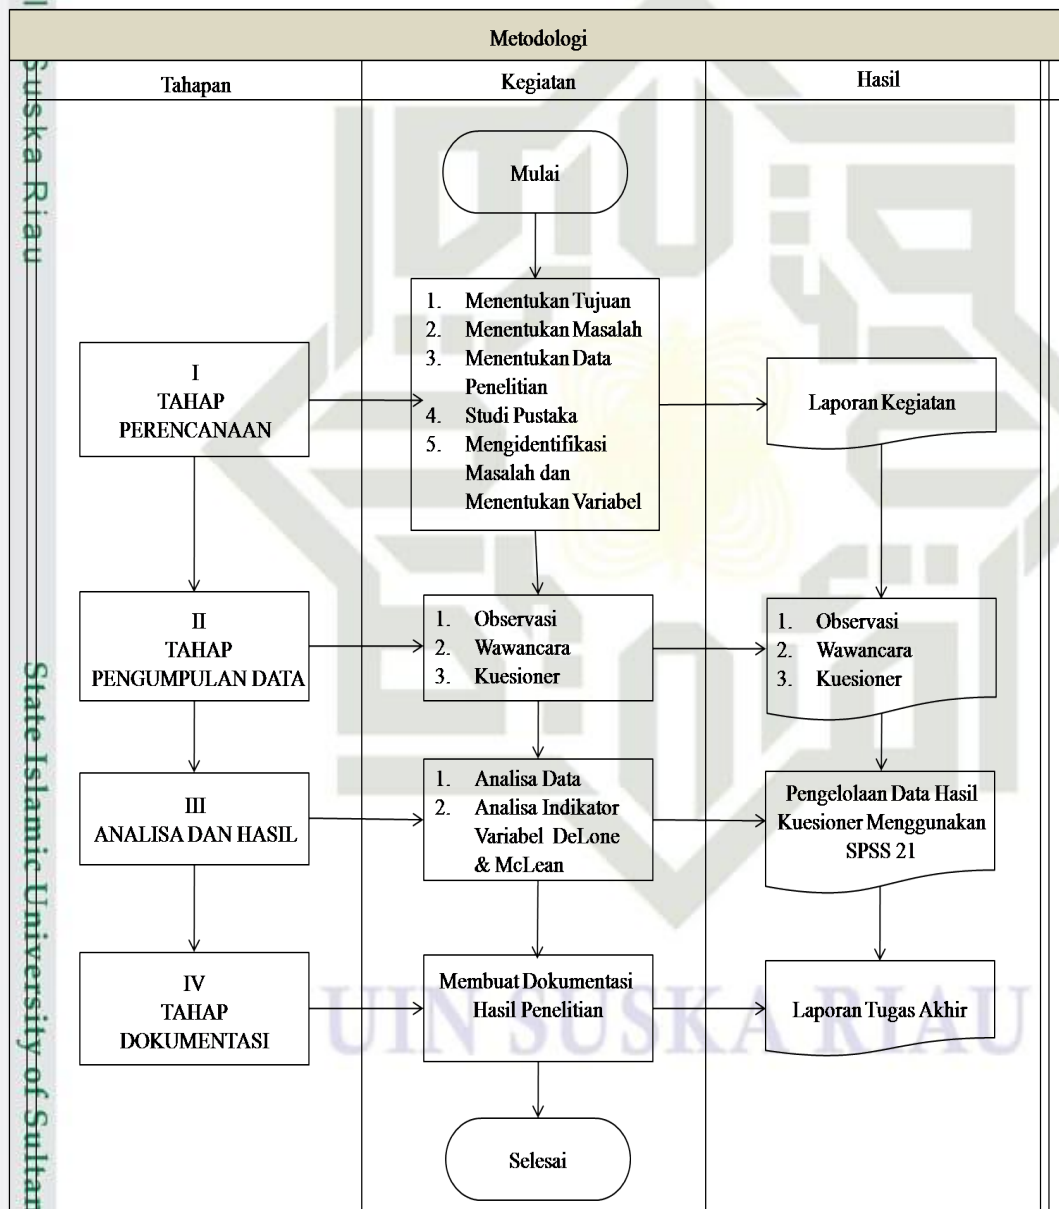 Metodologi
Tahapan
Kegiatan
Hasil
Mulai
I
TAHAP
PERENCANAAN
1. Menentukan Tujuan
2. Menentukan Masalah
3. Menentukan Data
Penelitian
4. Studi Pustaka
5. Mengidentifikasi
Masalah dan
Menentukan Variabel
Laporan Kegiatan
II
TAHAP
PENGUMPULAN DATA
1. Observasi
2. Wawancara
3. Kuesioner
1. Observasi
2. Wawancara
3. Kuesioner
III
ANALISA DAN HASIL
1. Analisa Data
2. Analisa Indikator
Variabel DeLone
& McLean
Pengelolaan Data Hasil
Kuesioner Menggunakan
SPSS 21
IV
TAHAP
DOKUMENTASI
Membuat Dokumentasi
Hasil Penelitian
Laporan Tugas Akhir
Selesai
UIN SUSKA RIAU
Suska Riau
State Islamic University of Sultan